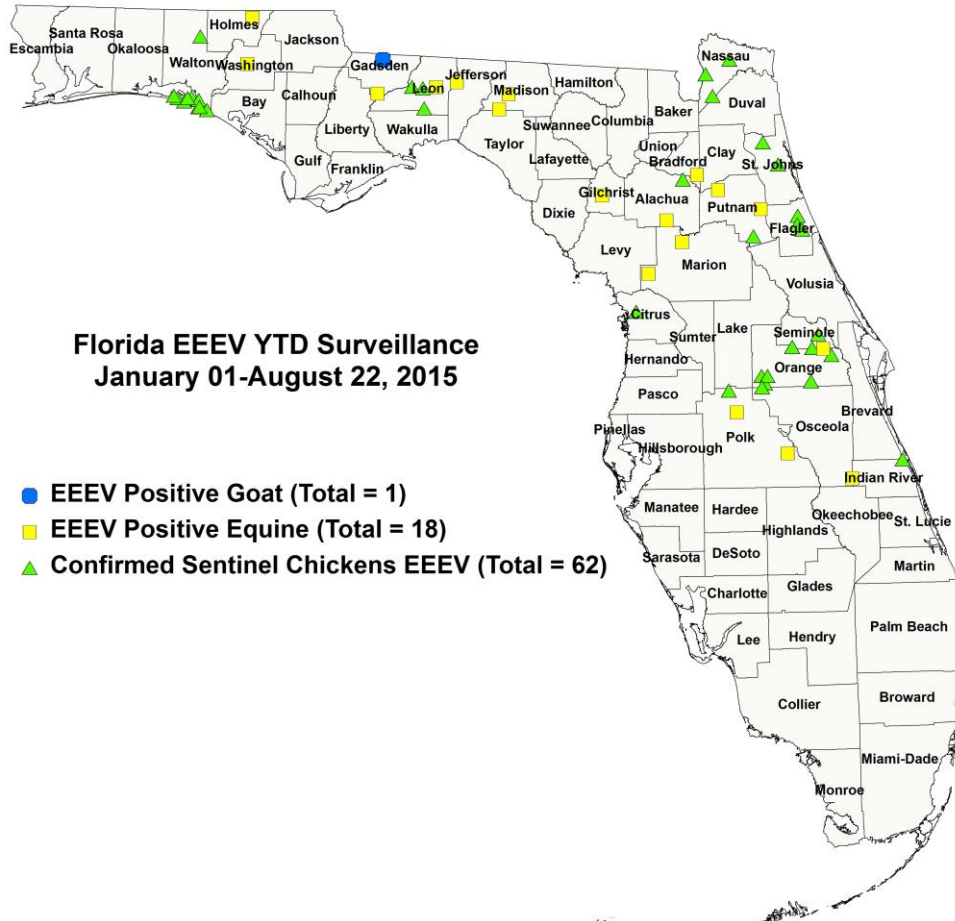 Holmes
Santa Rosa
Jackson
Escambia
Okaloosa
Walton
Washington
Gadsden
Jefferson
Leon
Madison
Hamilton
Nassau
Bay
Calhoun
Liberty
Wakulla
Taylor
Suwannee
Columbia
Baker
Duval
Gulf
Franklin
Lafayette
Union
Bradford
Clay
St. Johns
Dixie
Gilchrist
Alachua
Putnam
Flagler
Levy
Marion
Volusia
Citrus
Sumter
Lake
Seminole
Hernando
Orange
Pasco
Brevard
Osceola
Pinellas
Hillsborough
Polk
Indian River
Manatee
Hardee
Highlands
Okeechobee
St. Lucie
Sarasota
DeSoto
Martin
Charlotte
Glades
Lee
Hendry
Palm Beach
Collier
Broward
Miami-Dade
Monroe
Florida EEEV YTD Surveillance
January 01-August 22, 2015
EEEV Positive Goat (Total = 1)
EEEV Positive Equine (Total = 18)
Confirmed Sentinel Chickens EEEV (Total = 62)